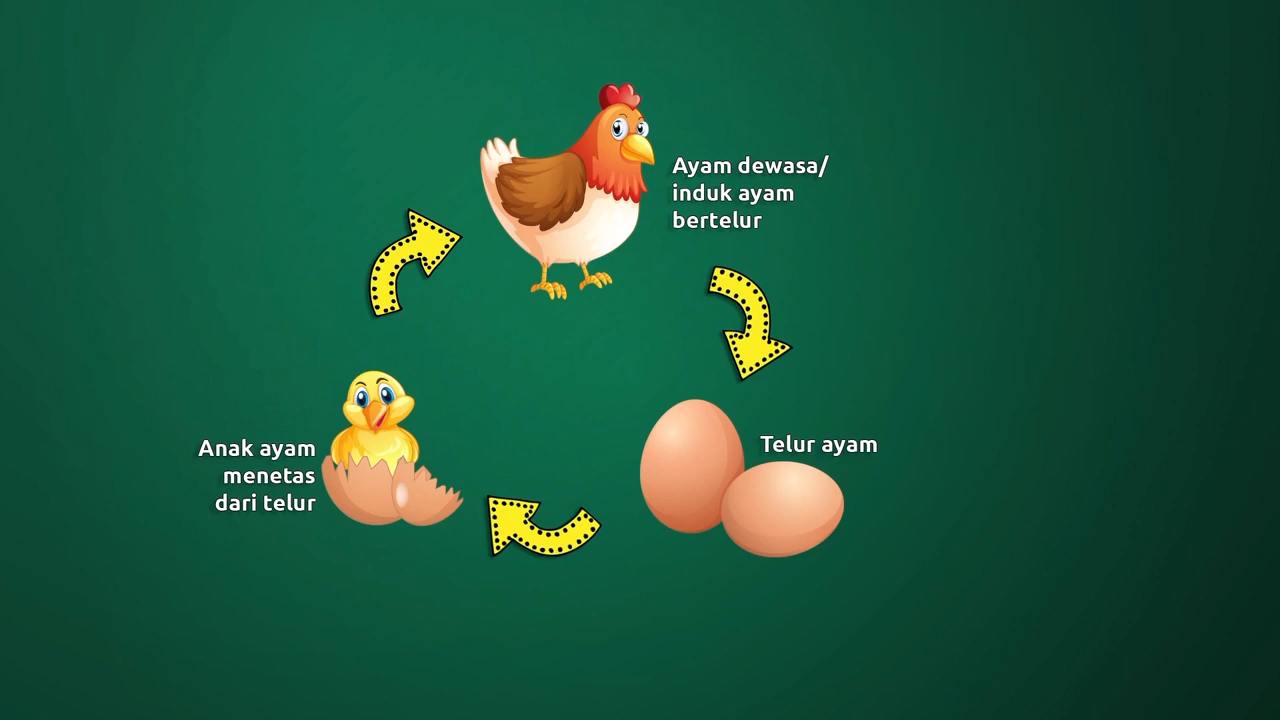 Ayam dewasa/
induk ayam
bertelur
Telur ayam
Anak ayam
menetas
dari telur